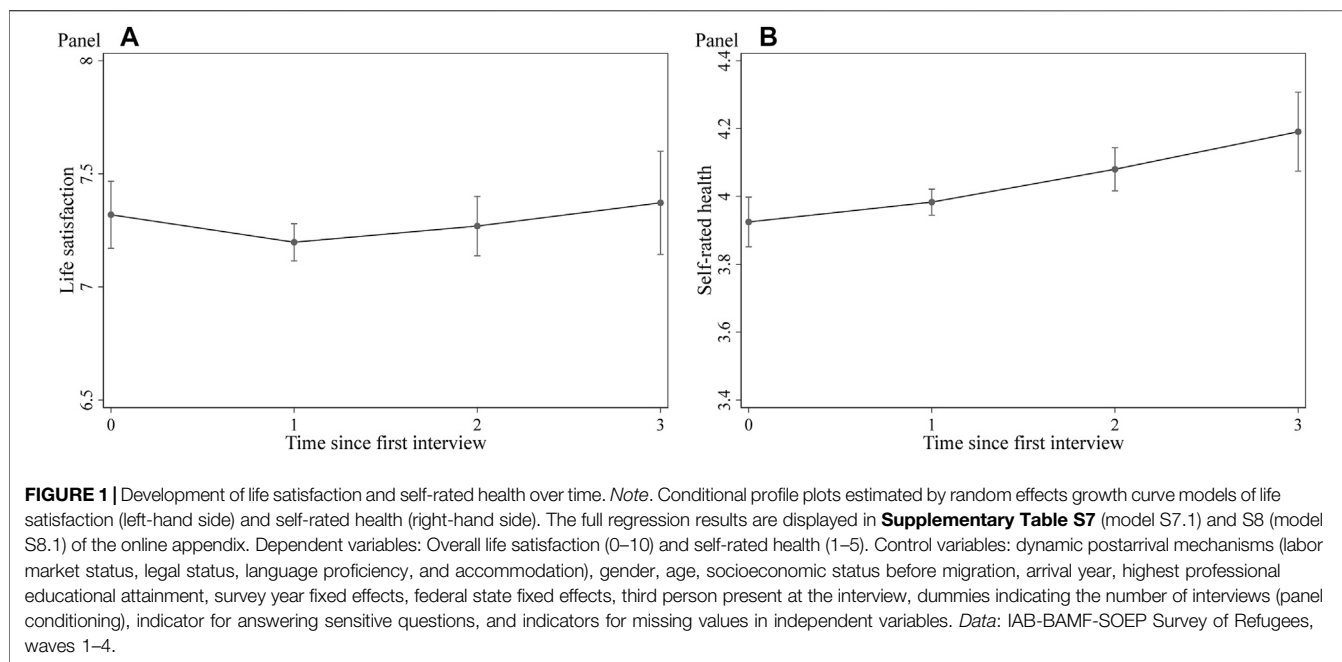 Panel A
8
7.5
7
6.5
Life satisfaction
0 1 2 3
Time since first interview
Panel B
4.4
4.2
4
3.8
3.6
3.4
Self-rated health
0 1 2 3
Time since first interview
FIGURE 1 | Development of life satisfaction and self-rated health over time. Note. Conditional profile plots estimated by random effects growth curve models of life
satisfaction (left-hand side) and self-rated health (right-hand side). The full regression results are displayed in Supplementary Table S7 (model S7.1) and S8 (model
S8.1) of the online appendix. Dependent variables: Overall life satisfaction (0–10) and self-rated health (1–5). Control variables: dynamic postarrival mechanisms (labor
market status, legal status, language proficiency, and accommodation), gender, age, socioeconomic status before migration, arrival year, highest professional
educational attainment, survey year fixed effects, federal state fixed effects, third person present at the interview, dummies indicating the number of interviews (panel
conditioning), indicator for answering sensitive questions, and indicators for missing values in independent variables. Data: IAB-BAMF-SOEP Survey of Refugees,
waves 1–4.